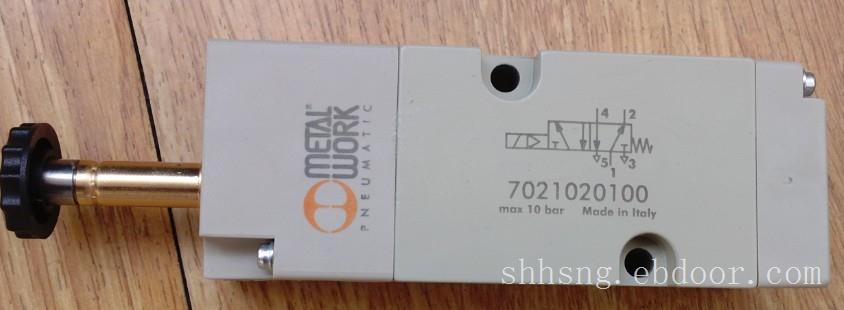 METAL®
WORK
PNEUMATIC
4 2
5 3
1
7021020100
max 10 bar Made in Italy
shhsng.ebdoor.com